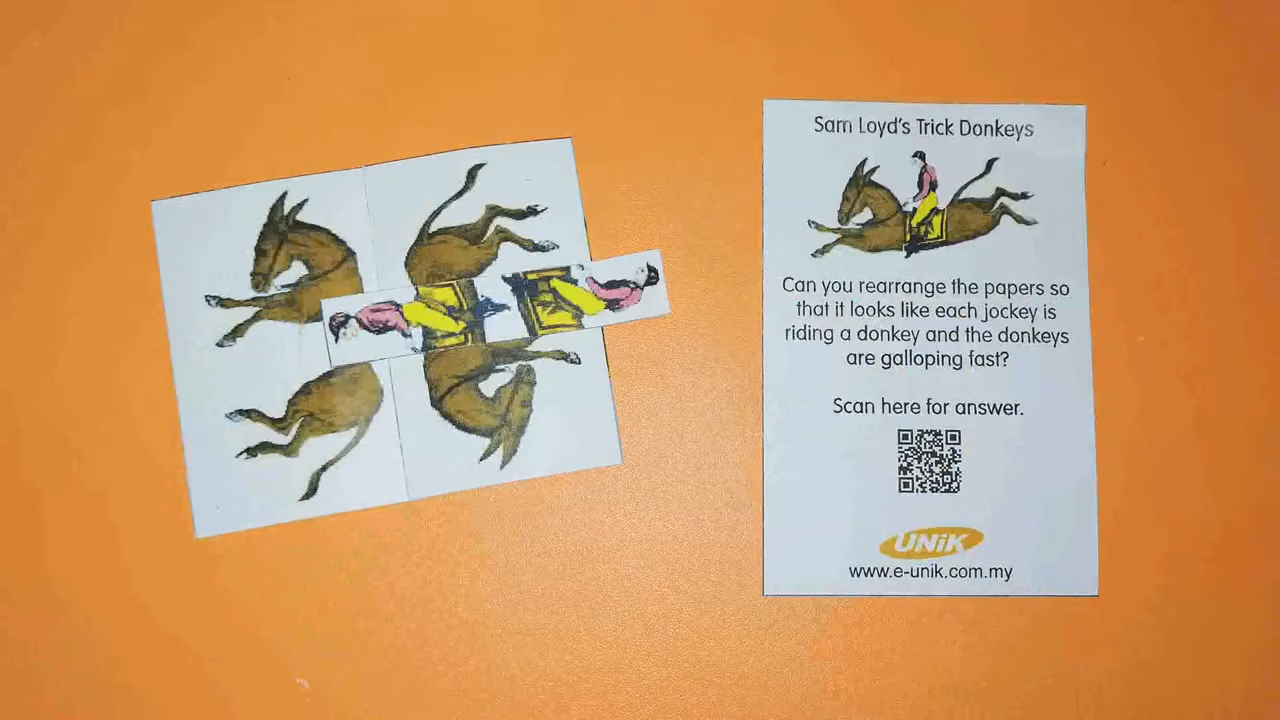 Sam Loyd's Trick Donkeys
Can you rearrange the papers so
that it looks like each jockey is
riding a donkey and the donkeys
are galloping fast?
Scan here for answer.
UNiK
www.e-unik.com.my